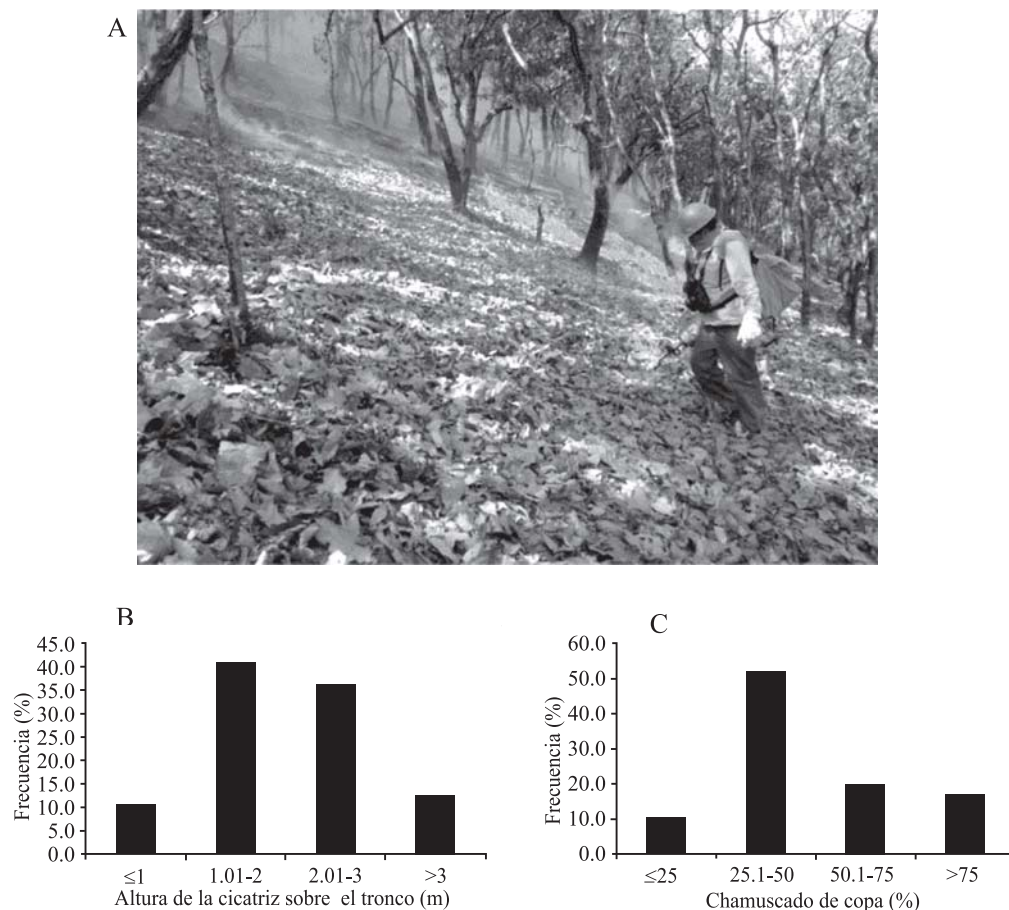 A
B
45.0
40.0
35.0
30.0
25.0
20.0
15.0
10.0
5.0
0.0
Frecuencia (%)
≤1 1.01-2 2.01-3 >3
Altura de la cicatriz sobre el tronco (m)
C
60.0
50.0
40.0
30.0
20.0
10.0
0.0
Frecuencia (%)
≤25 25.1-50 50.1-75 >75
Chamuscado de copa (%)